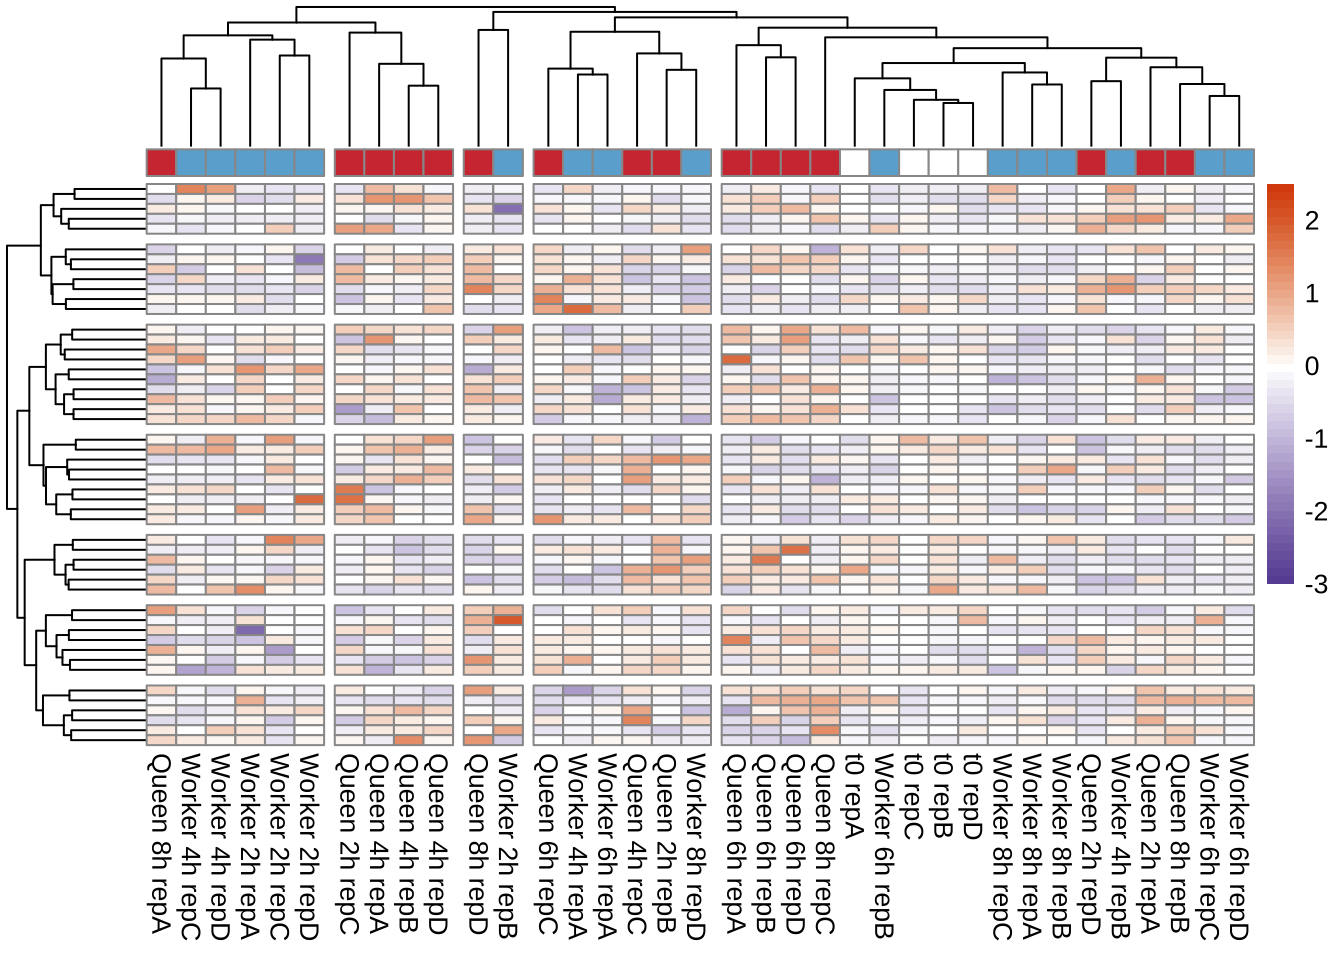 2
1
0
-1
-2
-3
Queen 8h repA
Worker 4h repC
Worker 4h repD
Worker 2h repA
Worker 2h repC
Worker 2h repD
Queen 2h repC
Queen 4h repA
Queen 4h repB
Queen 4h repD
Queen 8h repD
Worker 2h repB
Queen 6h repC
Worker 4h repA
Worker 6h repA
Queen 4h repC
Queen 2h repB
Worker 8h repD
Queen 6h repA
Queen 6h repB
Queen 6h repD
Queen 8h repC
t0 repA
Worker 6h repB
t0 repC
t0 repB
t0 repD
Worker 8h repC
Worker 8h repA
Worker 8h repB
Queen 2h repD
Worker 4h repB
Queen 2h repA
Queen 8h repB
Worker 6h repC
Worker 6h repD